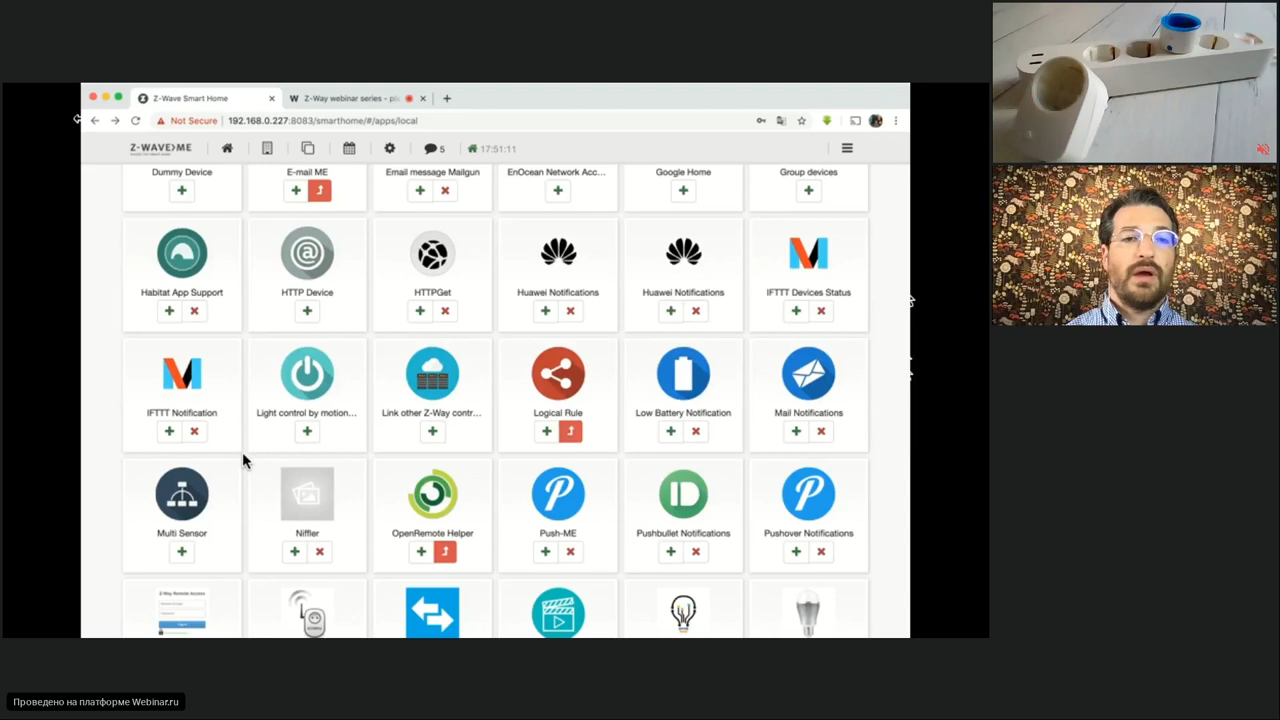 Z-Wave Smart Home
Z-Way webinar series - pi
Not Secure
192.168.0.227:8083/smarthome/#/apps/local
Z-WAVE>ME
5
17:51:11
Dummy Device
E-mail ME
Email message Mailgun
EnOcean Network Acc...
Google Home
Group devices
Habitat App Support
HTTP Device
HTTPGet
Huawei Notifications
Huawei Notifications
IFTTT Devices Status
IFTTT Notification
Light control by motion...
Link other Z-Way contr...
Logical Rule
Low Battery Notification
Mail Notifications
Multi Sensor
Niffler
OpenRemote Helper
Push-ME
Pushbullet Notifications
Pushover Notifications
Z-Way Remote Access
Проведено на платформе Webinar.ru